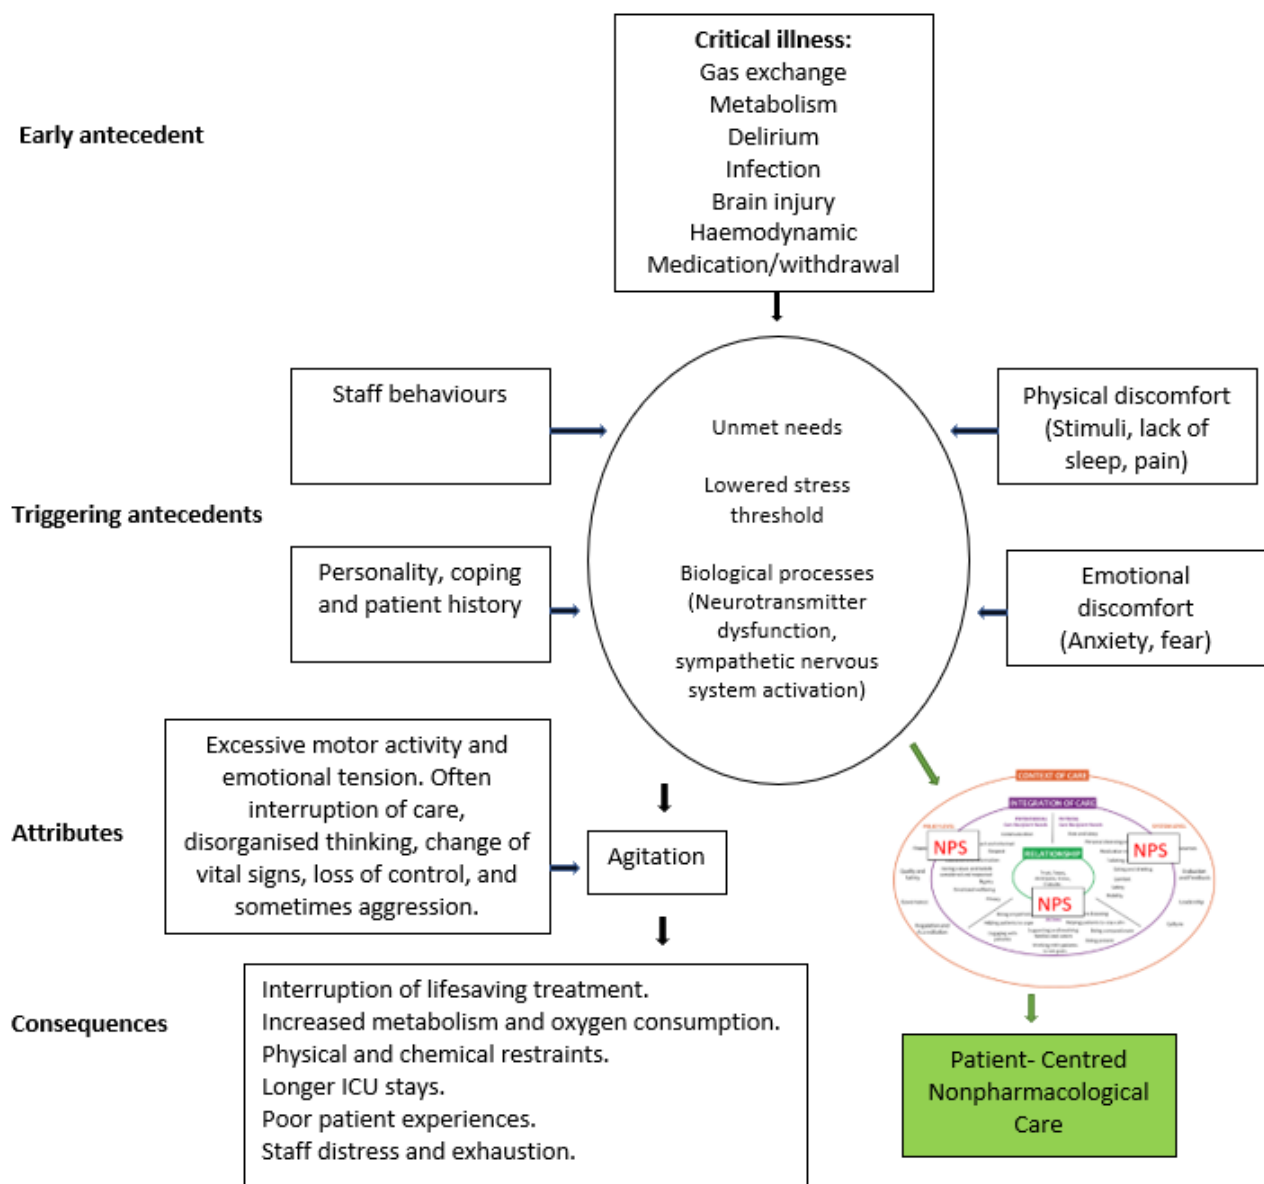 Critical illness:
Gas exchange
Metabolism
Delirium
Infection
Brain injury
Haemodynamic
Medication/withdrawal
Early antecedent
Staff behaviours
Physical discomfort
(Stimuli, lack of
sleep, pain)
Unmet needs
Lowered stress
threshold
Triggering antecedents
Personality, coping
and patient history
Biological processes
(Neurotransmitter
dysfunction,
sympathetic nervous
system activation)
Emotional
discomfort
(Anxiety, fear)
Attributes
Excessive motor activity and
emotional tension. Often
interruption of care,
disorganised thinking, change of
vital signs, loss of control, and
sometimes aggression.
Agitation
CONTEXT OF CARE
INTEGRATION OF CARE
NPS
NPS
RELATIONSHIP
NPS
Leadership
Culture
Consequences
Interruption of lifesaving treatment.
Increased metabolism and oxygen consumption.
Physical and chemical restraints.
Longer ICU stays.
Poor patient experiences.
Staff distress and exhaustion.
Patient- Centred
Nonpharmacological
Care